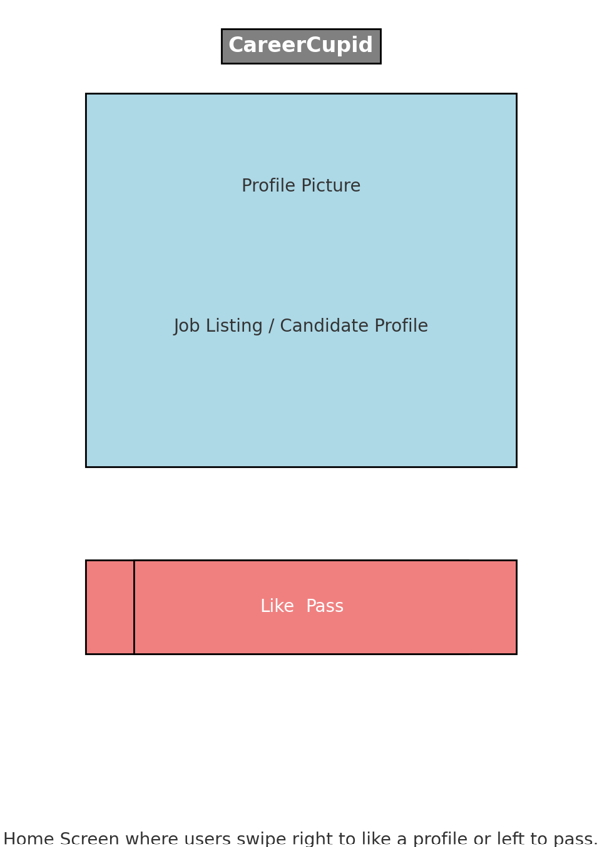 CareerCupid
Profile Picture
Job Listing / Candidate Profile
Like Pass
Home Screen where users swipe right to like a profile or left to pass.